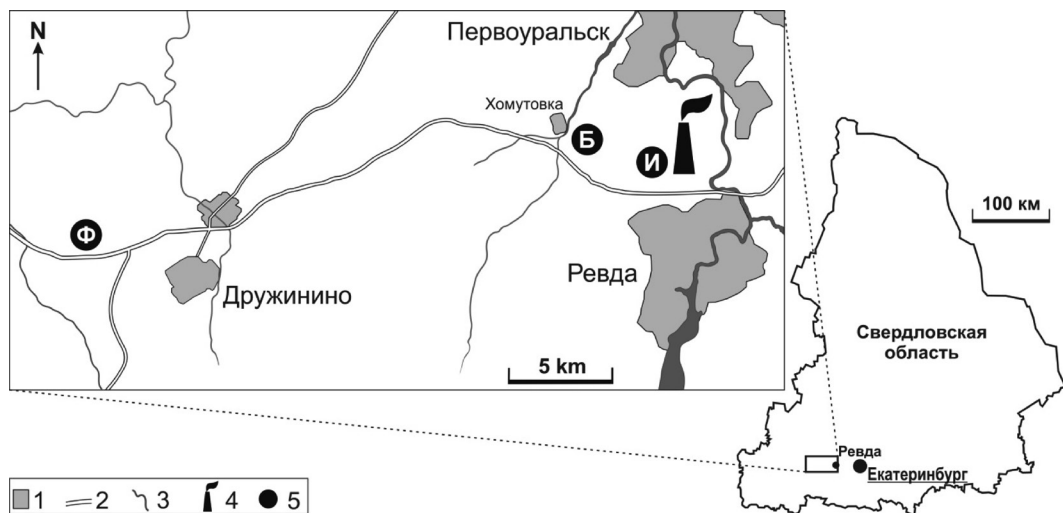 N
Первоуральск
Хомутовка
Б
И
Ф
Дружинино
Ревда
5 km
100 км
Свердловская
область
Ревда
Екатеринбург
1 2 3 4 5